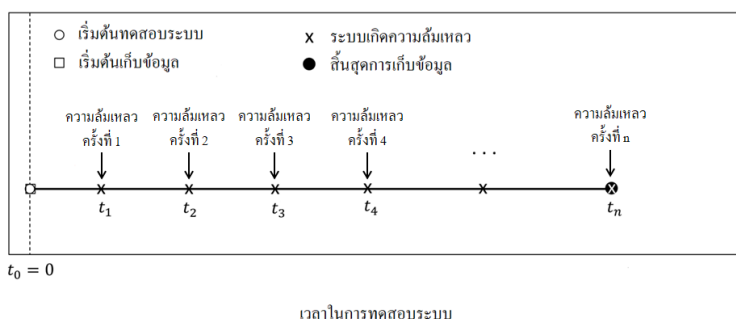 เริ่มต้นทดสอบระบบ
x ระบบเกิดความล้มเหลว
เริ่มต้นเก็บข้อมูล
สิ้นสุดการเก็บข้อมูล
ความล้มเหลว
ครั้งที่ 1
ความล้มเหลว
ครั้งที่ 2
ความล้มเหลว
ครั้งที่ 3
ความล้มเหลว
ครั้งที่ 4
...
ความล้มเหลว
ครั้งที่ n
t₁
t₂
t₃
t₄
tₙ
t₀ = 0
เวลาในการทดสอบระบบ